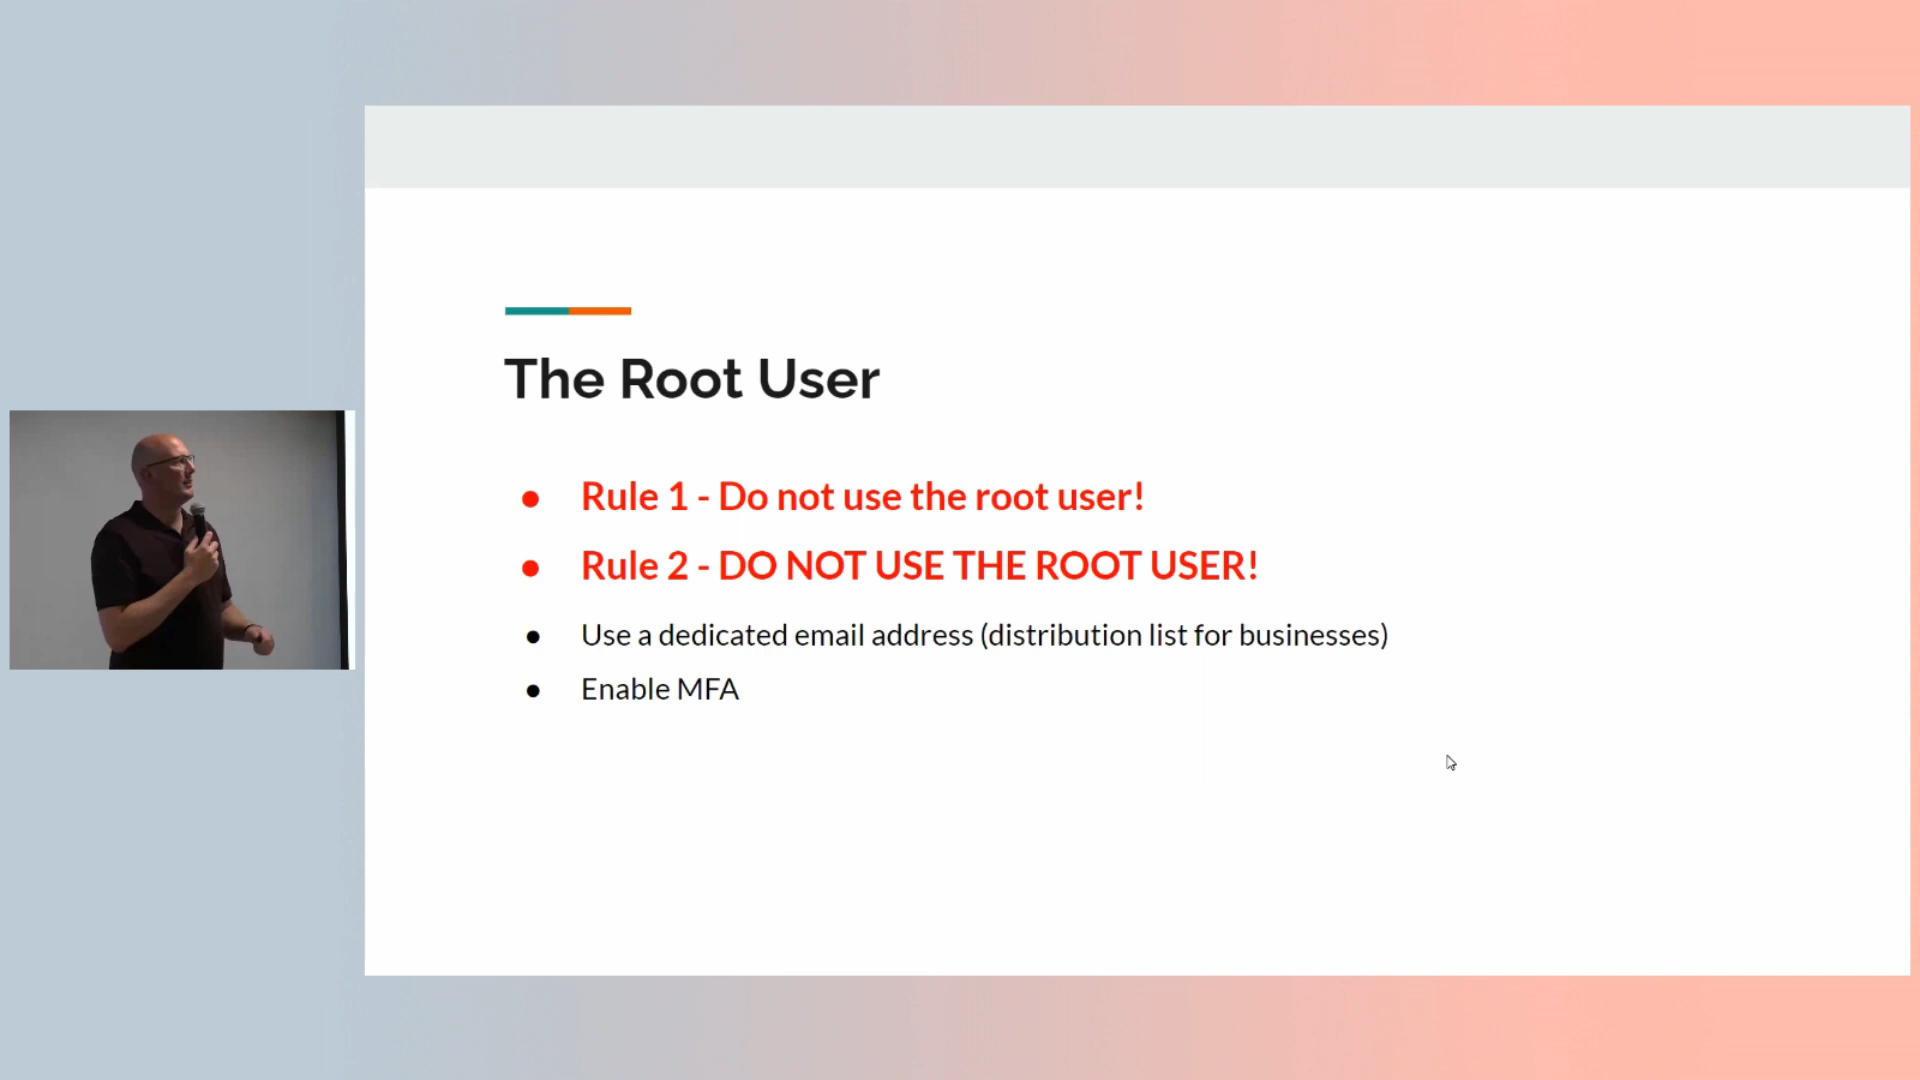 The Root User
● Rule 1 - Do not use the root user!
● Rule 2 - DO NOT USE THE ROOT USER!
● Use a dedicated email address (distribution list for businesses)
● Enable MFA